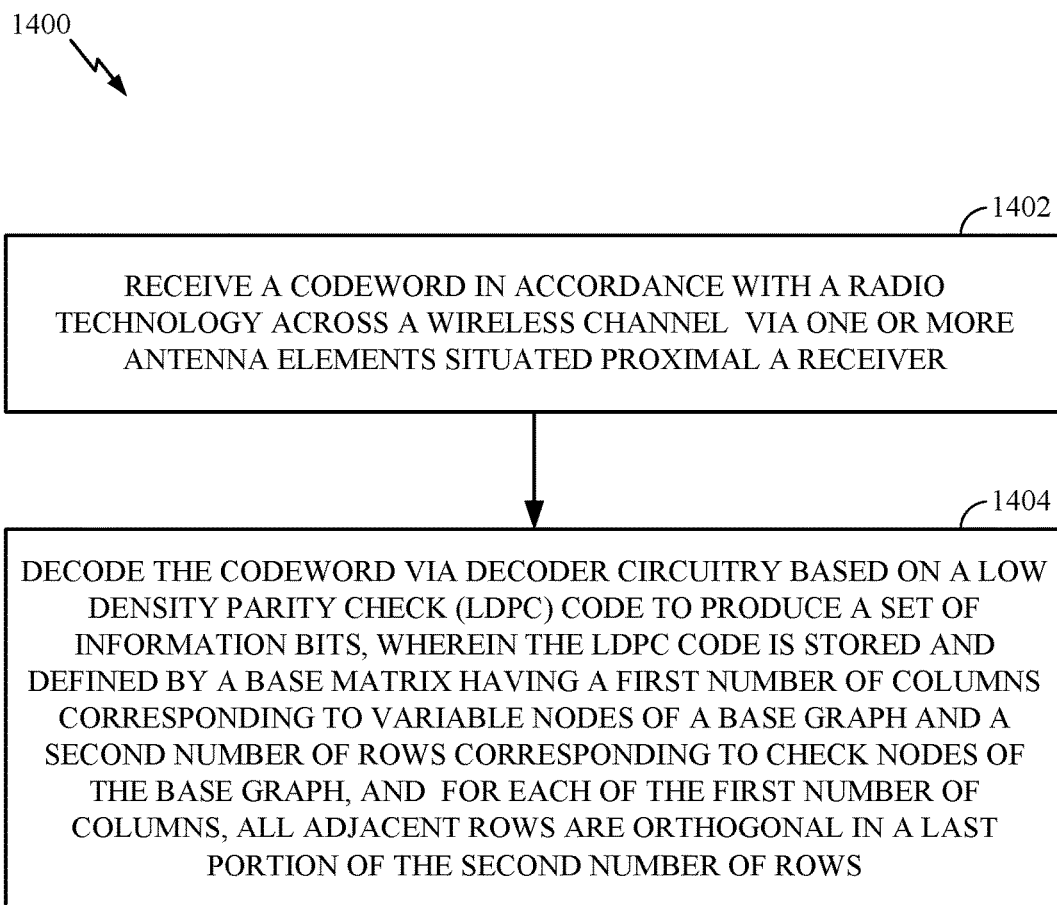 1400
1402
RECEIVE A CODEWORD IN ACCORDANCE WITH A RADIO
TECHNOLOGY ACROSS A WIRELESS CHANNEL VIA ONE OR MORE
ANTENNA ELEMENTS SITUATED PROXIMAL A RECEIVER
1404
DECODE THE CODEWORD VIA DECODER CIRCUITRY BASED ON A LOW
DENSITY PARITY CHECK (LDPC) CODE TO PRODUCE A SET OF
INFORMATION BITS, WHEREIN THE LDPC CODE IS STORED AND
DEFINED BY A BASE MATRIX HAVING A FIRST NUMBER OF COLUMNS
CORRESPONDING TO VARIABLE NODES OF A BASE GRAPH AND A
SECOND NUMBER OF ROWS CORRESPONDING TO CHECK NODES OF
THE BASE GRAPH, AND FOR EACH OF THE FIRST NUMBER OF
COLUMNS, ALL ADJACENT ROWS ARE ORTHOGONAL IN A LAST
PORTION OF THE SECOND NUMBER OF ROWS